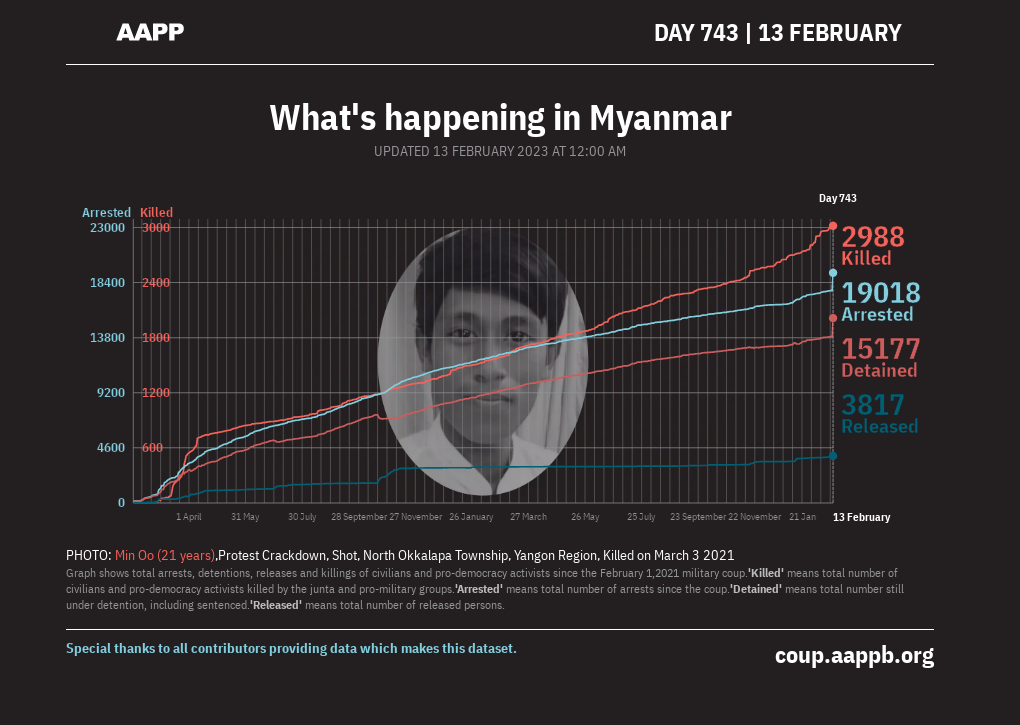 AAPP
DAY 743 | 13 FEBRUARY
What's happening in Myanmar
UPDATED 13 FEBRUARY 2023 AT 12:00 AM
Day 743
Arrested Killed
23000 3000
18400 2400
13800 1800
9200 1200
4600 600
0
2988
Killed
19018
Arrested
15177
Detained
3817
Released
1 April 31 May 30 July 28 September 27 November 26 January 27 March 26 May 25 July 23 September 22 November 21 Jan 13 February
PHOTO: Min Oo (21 years),Protest Crackdown, Shot, North Okkalapa Township, Yangon Region, Killed on March 3 2021
Graph shows total arrests, detentions, releases and killings of civilians and pro-democracy activists since the February 1,2021 military coup.'Killed' means total number of
civilians and pro-democracy activists killed by the junta and pro-military groups.'Arrested' means total number of arrests since the coup.'Detained' means total number still
under detention, including sentenced.'Released' means total number of released persons.
Special thanks to all contributors providing data which makes this dataset.
coup.aappb.org